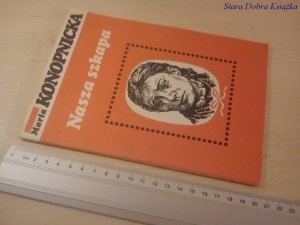 Stara Dobra Książka
Maria KONOPNICKA
Nasza szkapa